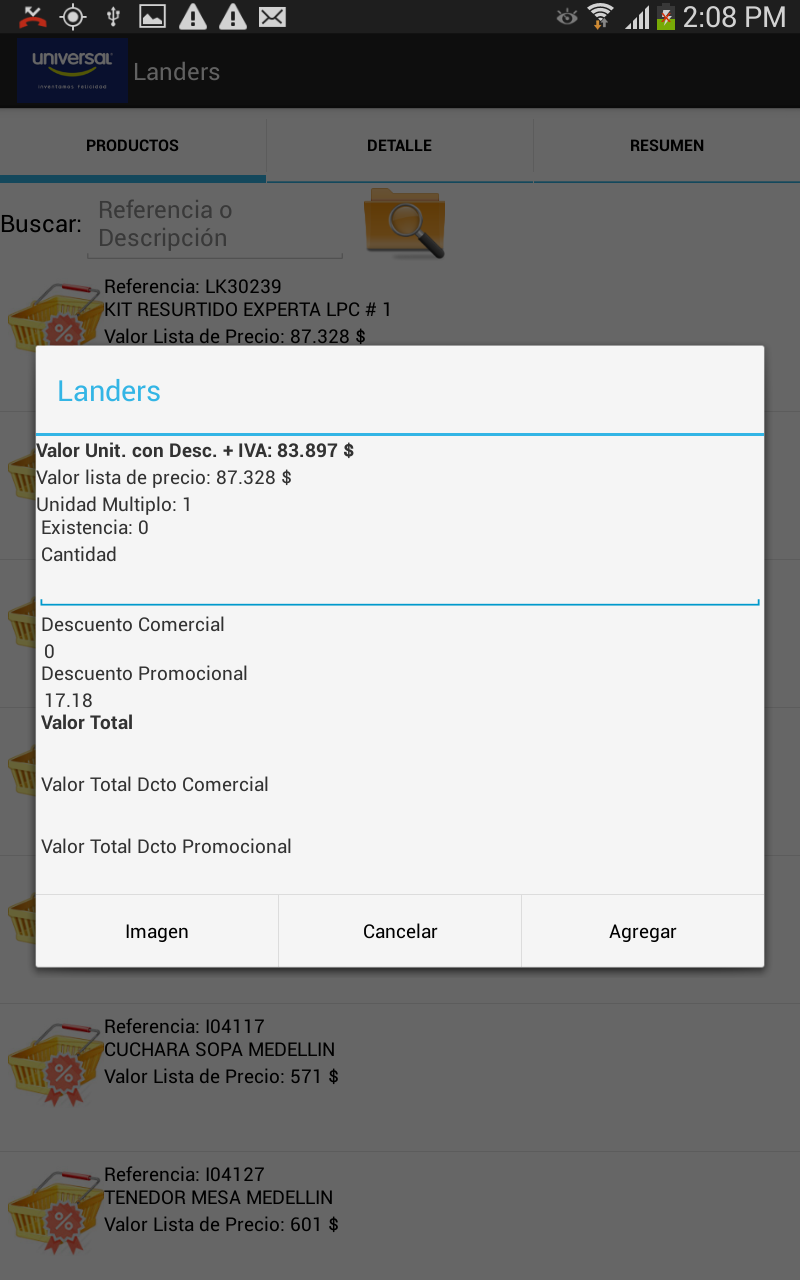 2:08 PM
universal
inventamos felicidad
Landers
PRODUCTOS
DETALLE
RESUMEN
Buscar:
Referencia o
Descripción
Referencia: LK30239
KIT RESURTIDO EXPERTA LPC # 1
Valor Lista de Precio: 87.328 $
Landers
Valor Unit. con Desc. + IVA: 83.897 $
Valor lista de precio: 87.328 $
Unidad Multiplo: 1
Existencia: 0
Cantidad
Descuento Comercial
0
Descuento Promocional
17.18
Valor Total
Valor Total Dcto Comercial
Valor Total Dcto Promocional
Imagen
Cancelar
Agregar
Referencia: I04117
CUCHARA SOPA MEDELLIN
Valor Lista de Precio: 571 $
Referencia: I04127
TENEDOR MESA MEDELLIN
Valor Lista de Precio: 601 $